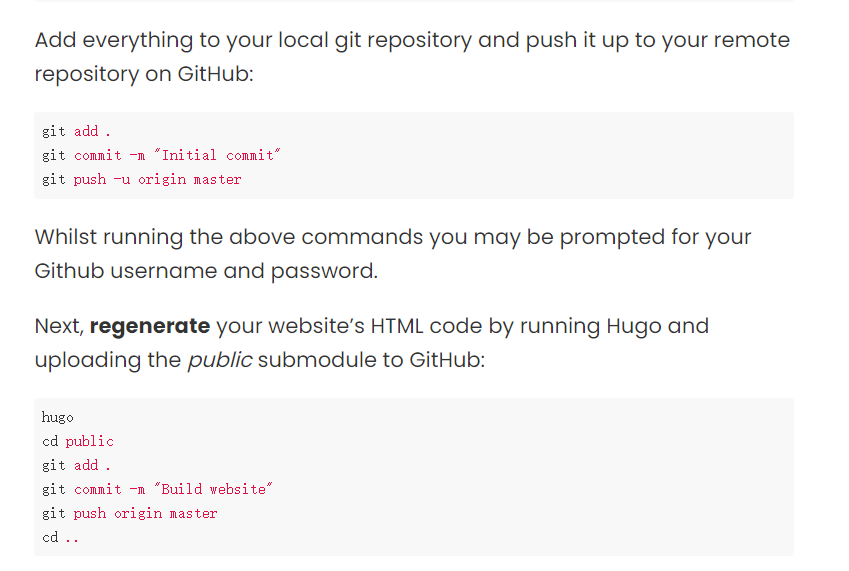 Add everything to your local git repository and push it up to your remote
repository on GitHub:
git add .
git commit -m "Initial commit"
git push -u origin master
Whilst running the above commands you may be prompted for your
Github username and password.
Next, regenerate your website’s HTML code by running Hugo and
uploading the public submodule to GitHub:
hugo
cd public
git add .
git commit -m "Build website"
git push origin master
cd ..